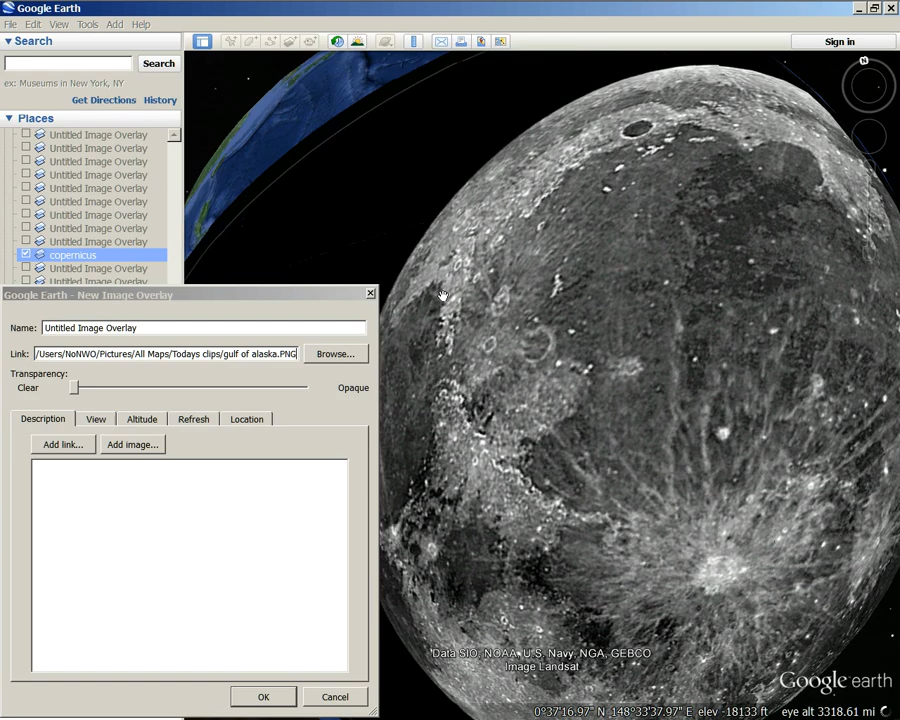 Google Earth
File Edit View Tools Add Help
Search
Sign in
Search
ex: Museums in New York, NY
Get Directions History
Places
Untitled Image Overlay
Untitled Image Overlay
Untitled Image Overlay
Untitled Image Overlay
Untitled Image Overlay
Untitled Image Overlay
Untitled Image Overlay
Untitled Image Overlay
Untitled Image Overlay
copernicus
Untitled Image Overlay
Untitled Image Overlay
N
Google Earth - New Image Overlay
Name: Untitled Image Overlay
Link: /Users/NoNWO/Pictures/All Maps/Todays clips/gulf of alaska.PNG Browse...
Transparency:
Clear Opaque
Description View Altitude Refresh Location
Add link... Add image...
OK Cancel
Data SIO, NOAA, U.S. Navy, NGA, GEBCO
Image Landsat
Google earth
0°37'16.97" N 148°33'37.97" E elev -18133 ft eye alt 3318.61 mi